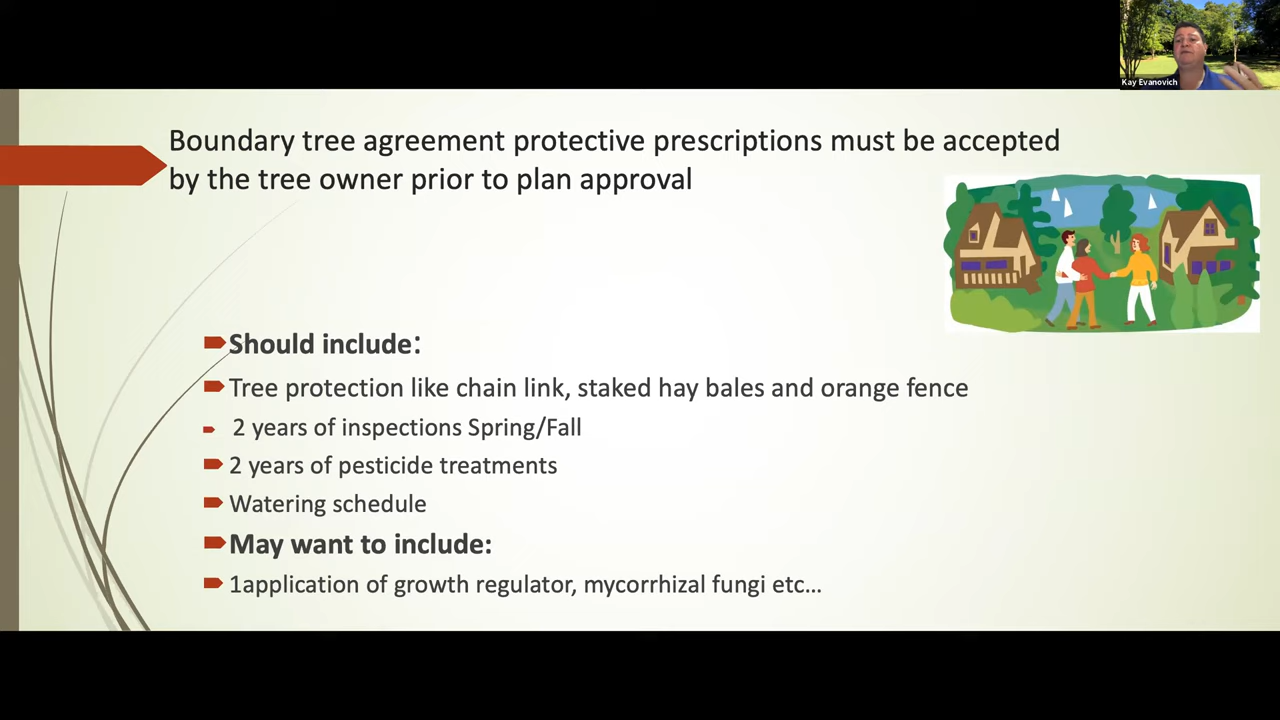 Kay Evanovich
Boundary tree agreement protective prescriptions must be accepted
by the tree owner prior to plan approval
Should include:
Tree protection like chain link, staked hay bales and orange fence
2 years of inspections Spring/Fall
2 years of pesticide treatments
Watering schedule
May want to include:
1application of growth regulator, mycorrhizal fungi etc...